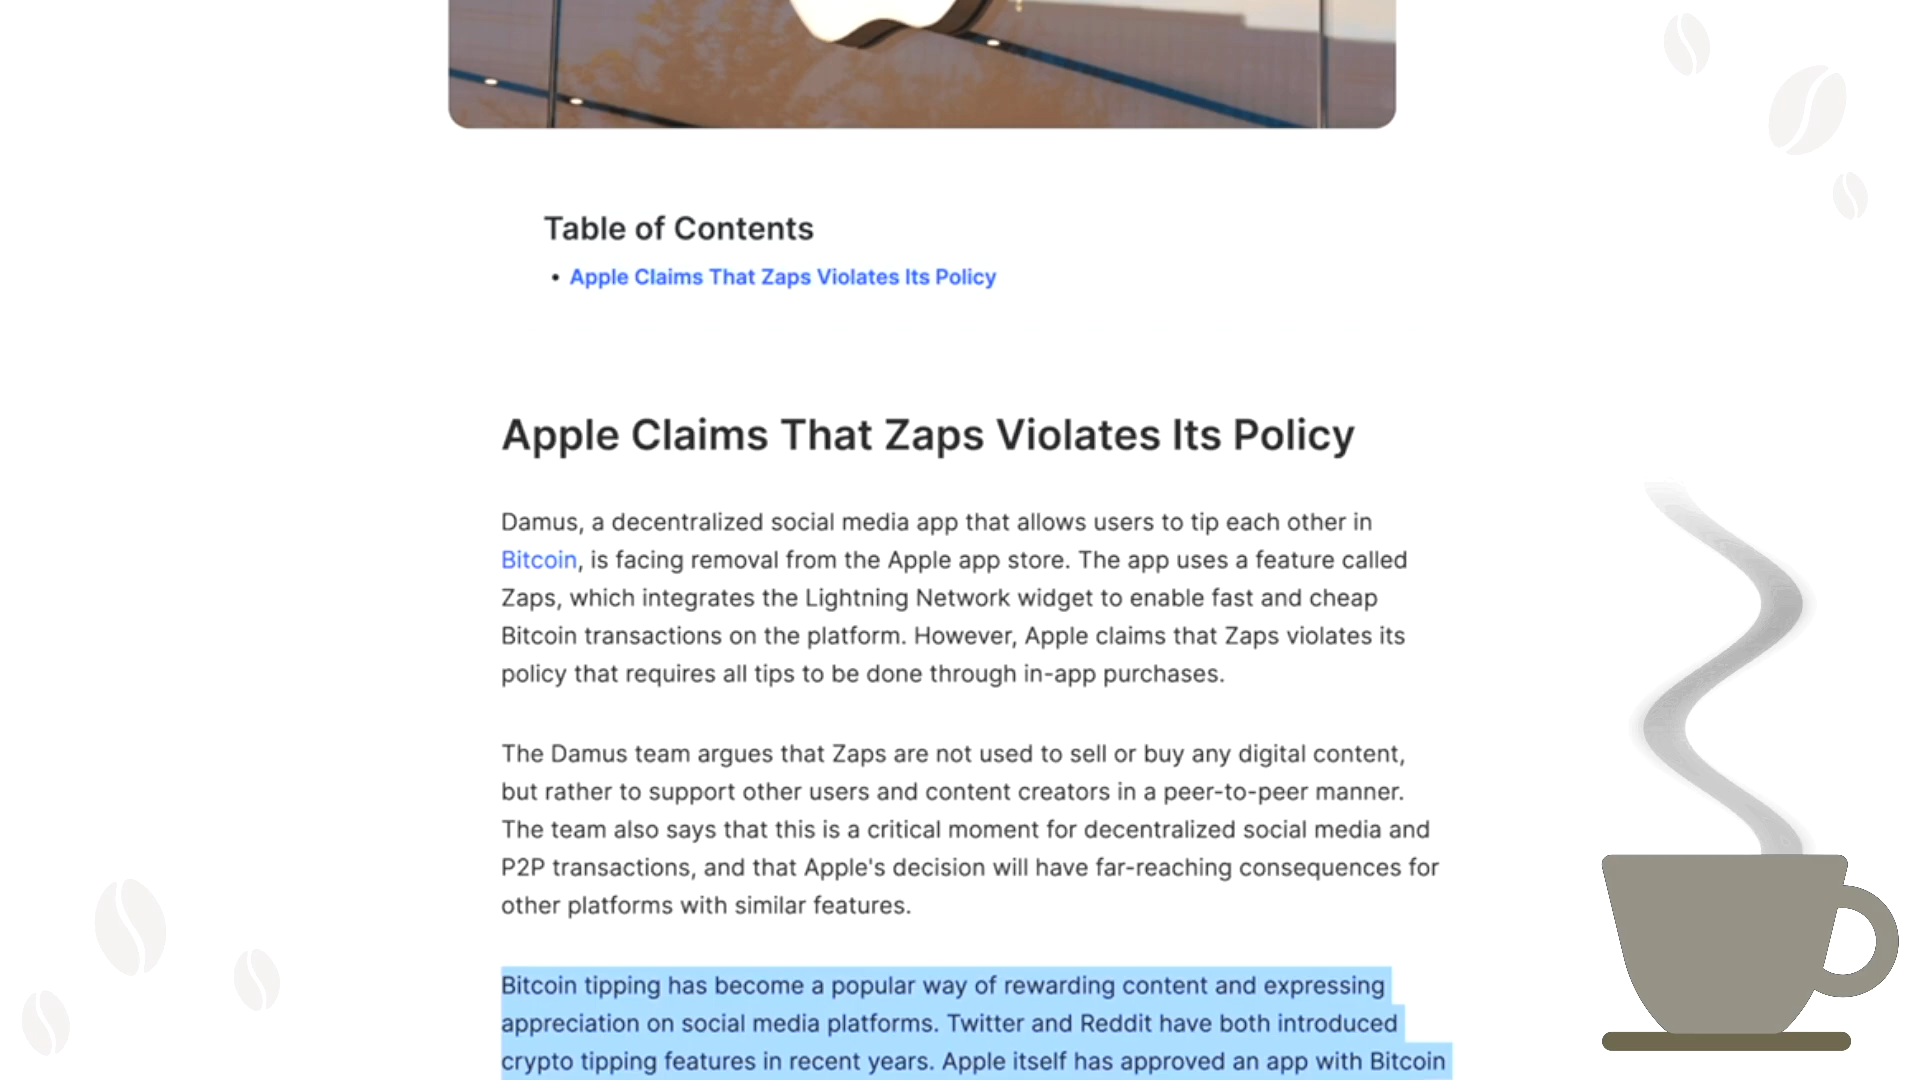 Table of Contents
• Apple Claims That Zaps Violates Its Policy
Apple Claims That Zaps Violates Its Policy
Damus, a decentralized social media app that allows users to tip each other in
Bitcoin, is facing removal from the Apple app store. The app uses a feature called
Zaps, which integrates the Lightning Network widget to enable fast and cheap
Bitcoin transactions on the platform. However, Apple claims that Zaps violates its
policy that requires all tips to be done through in-app purchases.
The Damus team argues that Zaps are not used to sell or buy any digital content,
but rather to support other users and content creators in a peer-to-peer manner.
The team also says that this is a critical moment for decentralized social media and
P2P transactions, and that Apple's decision will have far-reaching consequences for
other platforms with similar features.
Bitcoin tipping has become a popular way of rewarding content and expressing
appreciation on social media platforms. Twitter and Reddit have both introduced
crypto tipping features in recent years. Apple itself has approved an app with Bitcoin